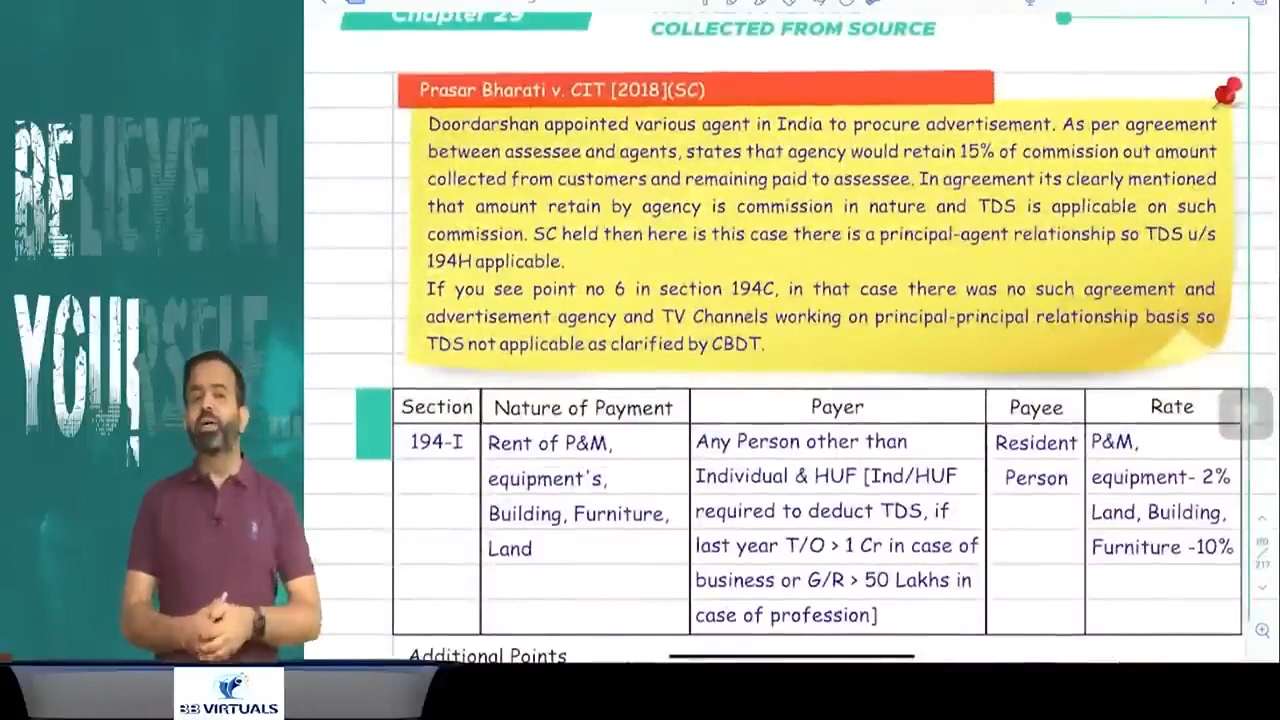 Chapter 29
COLLECTED FROM SOURCE
BELIEVE IN
YOURSELF
Prasar Bharati v. CIT [2018](SC)
Doordarshan appointed various agent in India to procure advertisement. As per agreement
between assessee and agents, states that agency would retain 15% of commission out amount
collected from customers and remaining paid to assessee. In agreement its clearly mentioned
that amount retain by agency is commission in nature and TDS is applicable on such
commission. SC held then here is this case there is a principal-agent relationship so TDS u/s
194H applicable.
If you see point no 6 in section 194C, in that case there was no such agreement and
advertisement agency and TV Channels working on principal-principal relationship basis so
TDS not applicable as clarified by CBDT.
Section Nature of Payment Payer Payee Rate
194-I Rent of P&M, Any Person other than Resident P&M,
equipment's, Individual & HUF [Ind/HUF Person equipment- 2%
Building, Furniture, required to deduct TDS, if Land, Building,
Land last year T/O > 1 Cr in case of Furniture -10%
business or G/R > 50 Lakhs in
case of profession]
Additional Points
BB VIRTUALS